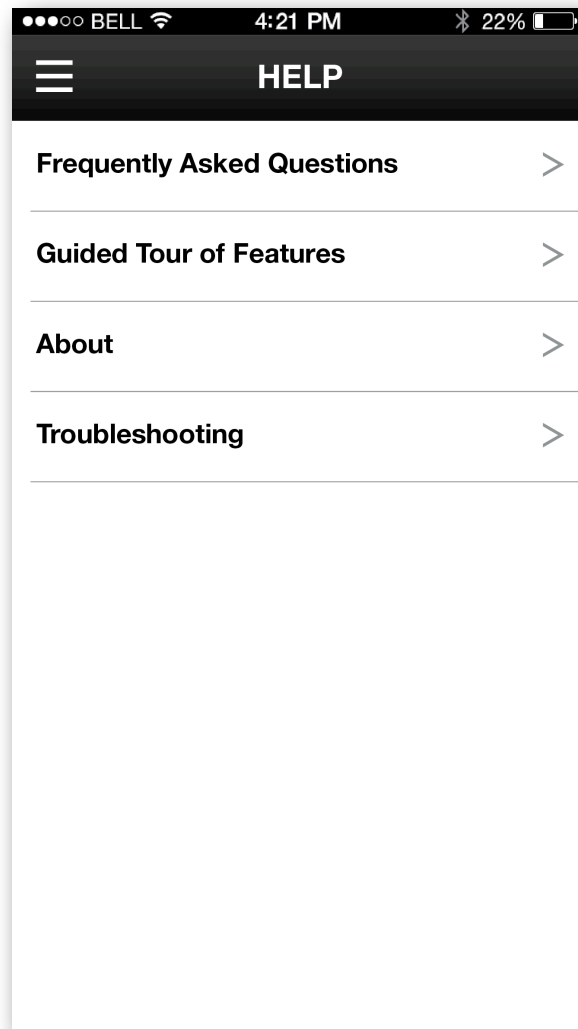 BELL 4:21 PM 22%
HELP
Frequently Asked Questions
Guided Tour of Features
About
Troubleshooting